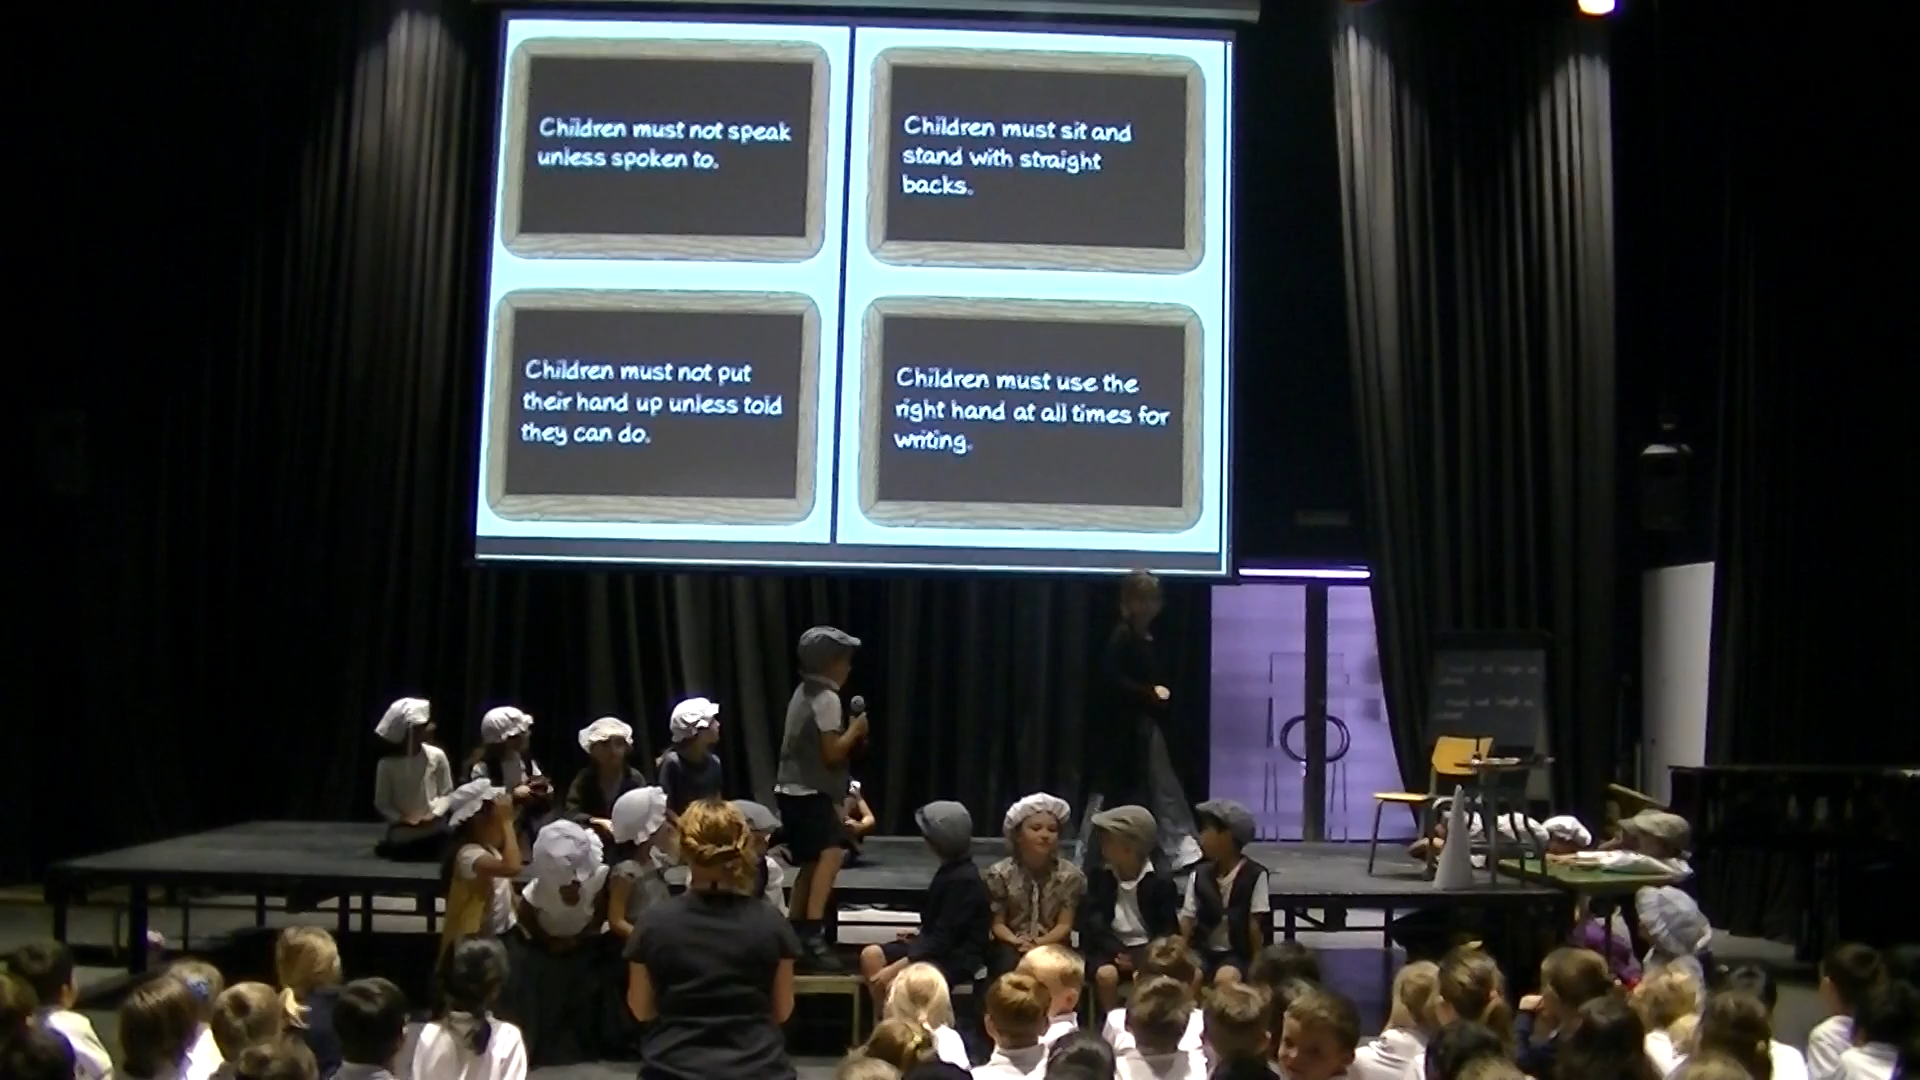 Children must not speak
unless spoken to.
Children must sit and
stand with straight
backs.
Children must not put
their hand up unless told
they can do.
Children must use the
right hand at all times for
writing.